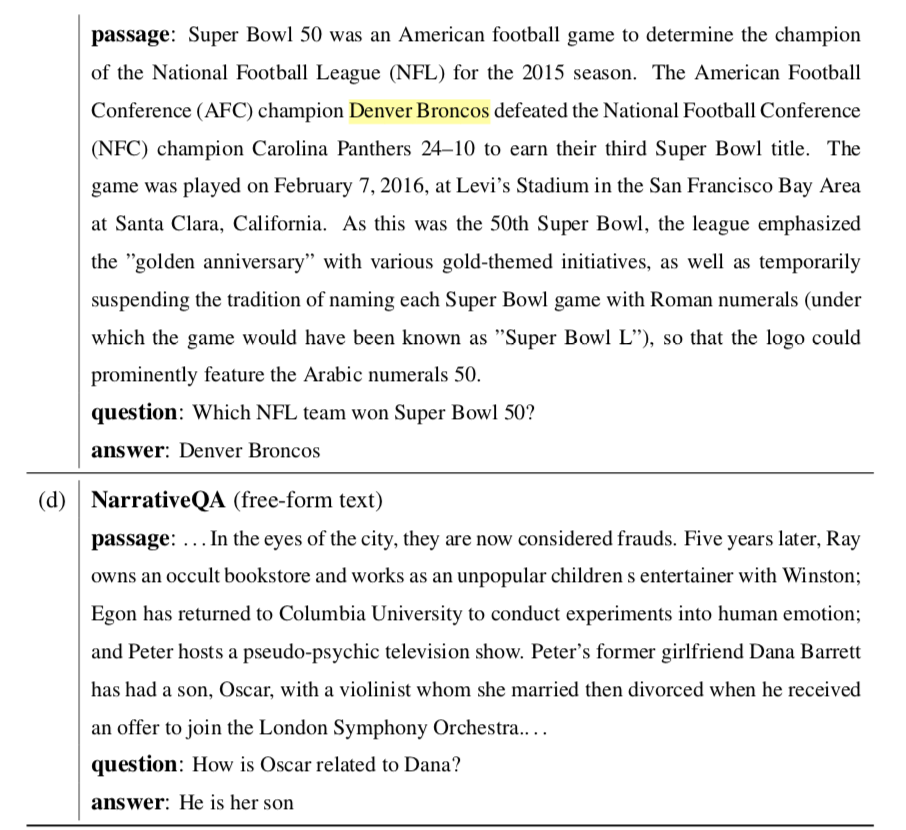 passage: Super Bowl 50 was an American football game to determine the champion
of the National Football League (NFL) for the 2015 season. The American Football
Conference (AFC) champion Denver Broncos defeated the National Football Conference
(NFC) champion Carolina Panthers 24–10 to earn their third Super Bowl title. The
game was played on February 7, 2016, at Levi's Stadium in the San Francisco Bay Area
at Santa Clara, California. As this was the 50th Super Bowl, the league emphasized
the ”golden anniversary” with various gold-themed initiatives, as well as temporarily
suspending the tradition of naming each Super Bowl game with Roman numerals (under
which the game would have been known as ”Super Bowl L”), so that the logo could
prominently feature the Arabic numerals 50.
question: Which NFL team won Super Bowl 50?
answer: Denver Broncos
(d) NarrativeQA (free-form text)
passage: ...In the eyes of the city, they are now considered frauds. Five years later, Ray
owns an occult bookstore and works as an unpopular children s entertainer with Winston;
Egon has returned to Columbia University to conduct experiments into human emotion;
and Peter hosts a pseudo-psychic television show. Peter's former girlfriend Dana Barrett
has had a son, Oscar, with a violinist whom she married then divorced when he received
an offer to join the London Symphony Orchestra....
question: How is Oscar related to Dana?
answer: He is her son